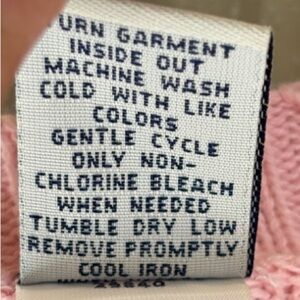 URN GARMENT
INSIDE OUT
MACHINE WASH
COLD WITH LIKE
COLORS
GENTLE CYCLE
ONLY NON-
CHLORINE BLEACH
WHEN NEEDED
TUMBLE DRY LOW
REMOVE PROMPTLY
COOL IRON